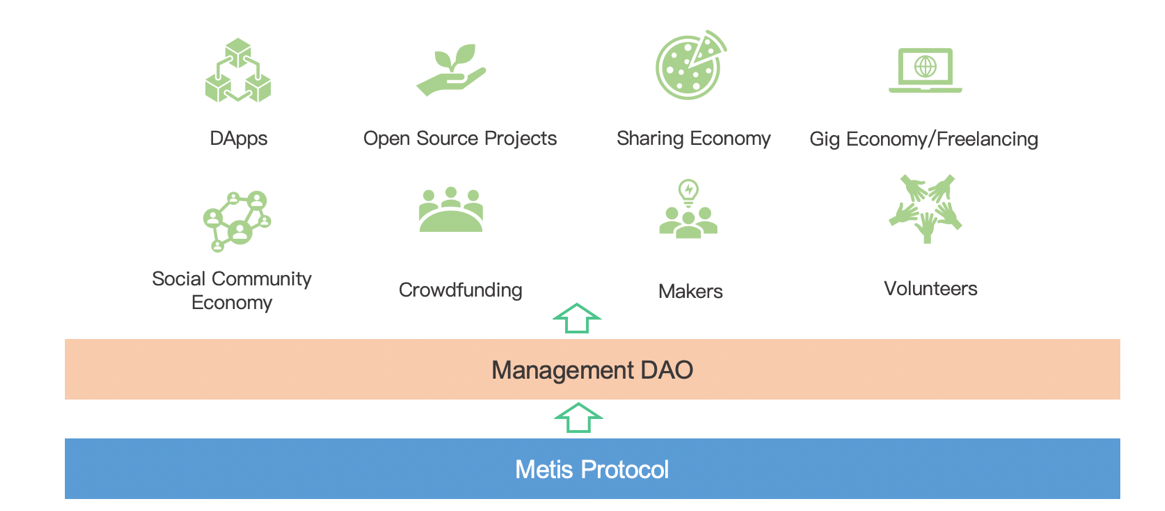 DApps
Open Source Projects
Sharing Economy
Gig Economy/Freelancing
Social Community
Economy
Crowdfunding
Makers
Volunteers
Management DAO
Metis Protocol